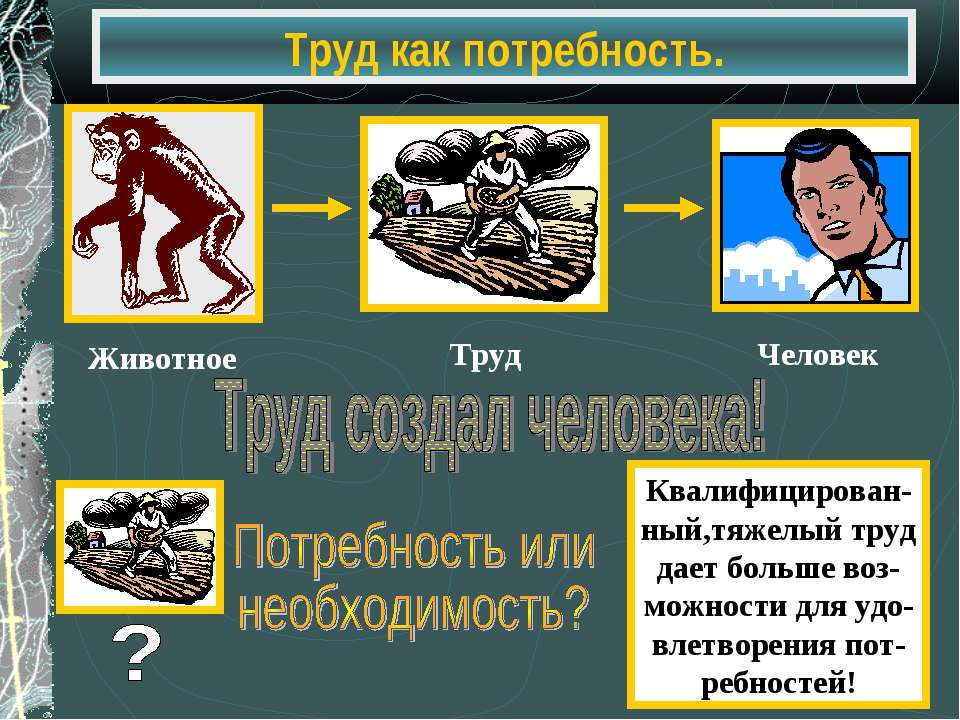 Труд как потребность.
Животное
Труд
Человек
Труд создал человека!
Потребность или
необходимость?
?
Квалифицирован-
ный,тяжелый труд
дает больше воз-
можности для удо-
влетворения пот-
ребностей!